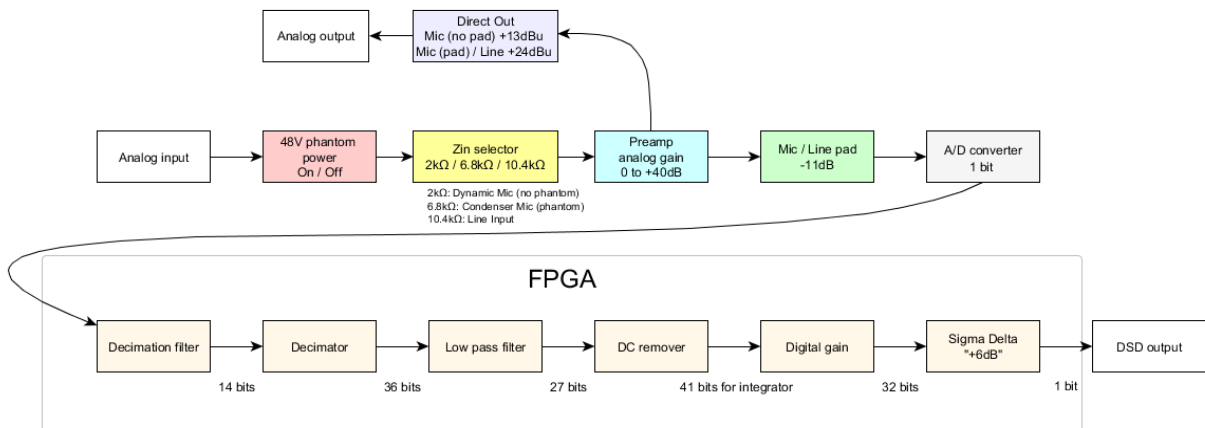 Direct Out
Mic (no pad) +13dBu
Mic (pad) / Line +24dBu
Analog output
Analog input
48V phantom
power
On / Off
Zin selector
2kΩ / 6.8kΩ / 10.4kΩ
Preamp
analog gain
0 to +40dB
Mic / Line pad
-11dB
A/D converter
1 bit
2kΩ: Dynamic Mic (no phantom)
6.8kΩ: Condenser Mic (phantom)
10.4kΩ: Line Input
FPGA
Decimation filter
Decimator
Low pass filter
DC remover
Digital gain
Sigma Delta
"+6dB"
DSD output
14 bits
36 bits
27 bits
41 bits for integrator
32 bits
1 bit